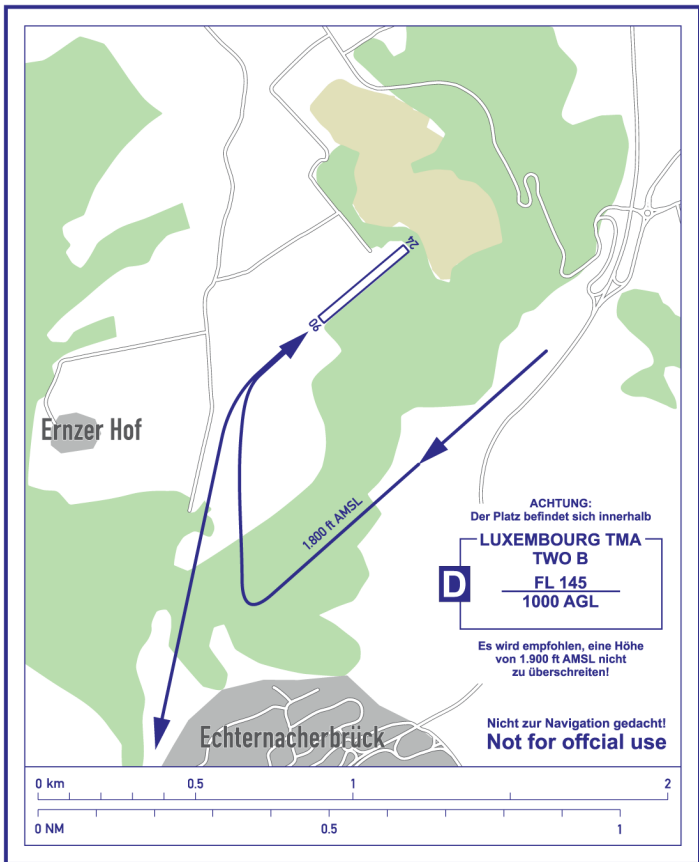 24
06
Ernzer Hof
1.800 ft AMSL
ACHTUNG:
Der Platz befindet sich innerhalb
LUXEMBOURG TMA
TWO B
D
FL 145
1000 AGL
Es wird empfohlen, eine Höhe
von 1.900 ft AMSL nicht
zu überschreiten!
Echternacherbrück
Nicht zur Navigation gedacht!
Not for offcial use
0 km 0.5 1 2
0 NM 0.5 1